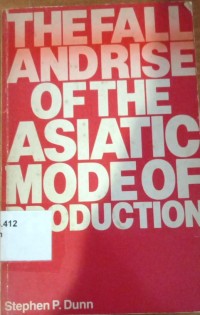 THE FALL
AND RISE
OF THE
ASIATIC
MODE OF
ODUCTION
.412
Stephen P. Dunn